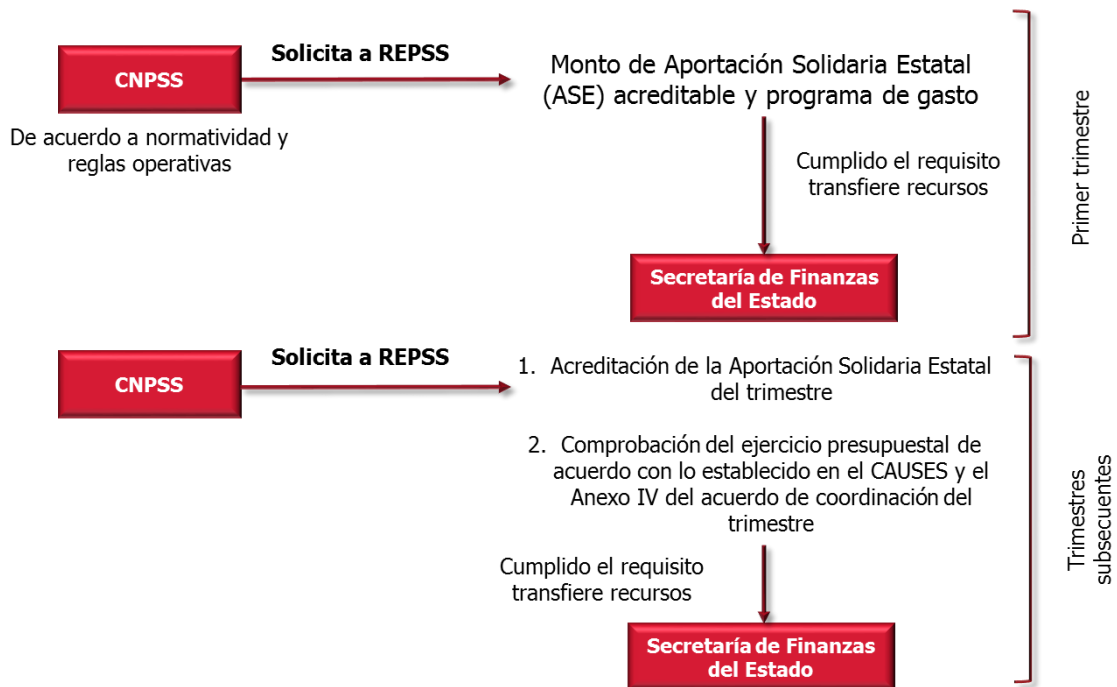 Solicita a REPSS
CNPSS
Monto de Aportación Solidaria Estatal
(ASE) acreditable y programa de gasto
De acuerdo a normatividad y
reglas operativas
Cumplido el requisito
transfiere recursos
Secretaría de Finanzas
del Estado
Primer trimestre
Solicita a REPSS
CNPSS
1. Acreditación de la Aportación Solidaria Estatal
del trimestre
2. Comprobación del ejercicio presupuestal de
acuerdo con lo establecido en el CAUSES y el
Anexo IV del acuerdo de coordinación del
trimestre
Cumplido el requisito
transfiere recursos
Secretaría de Finanzas
del Estado
Trimestres
subsecuentes